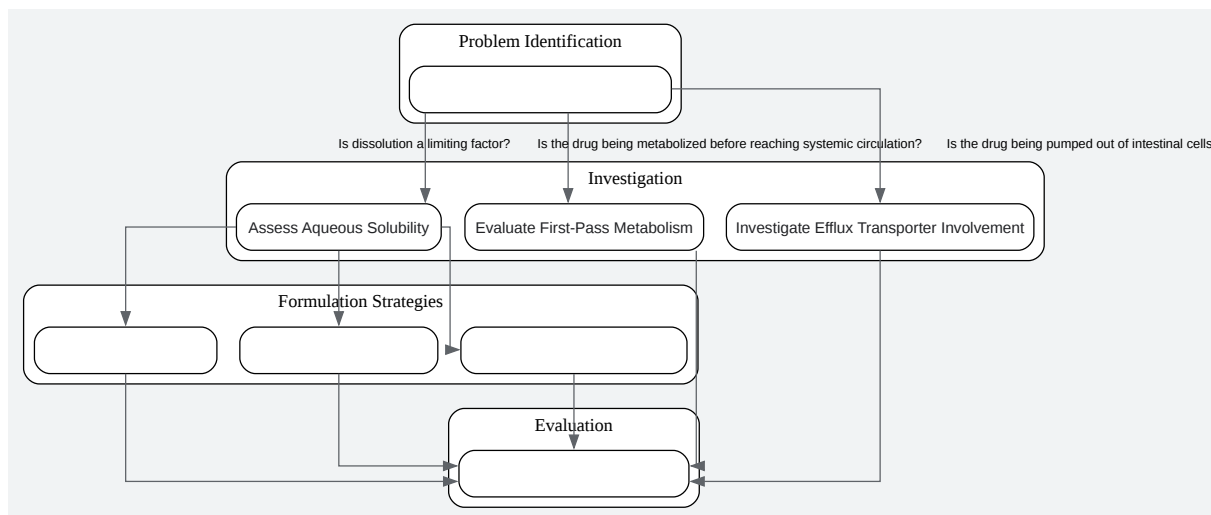 Problem Identification
Is dissolution a limiting factor?
Is the drug being metabolized before reaching systemic circulation?
Is the drug being pumped out of intestinal cells
Investigation
Assess Aqueous Solubility
Evaluate First-Pass Metabolism
Investigate Efflux Transporter Involvement
Formulation Strategies
Evaluation